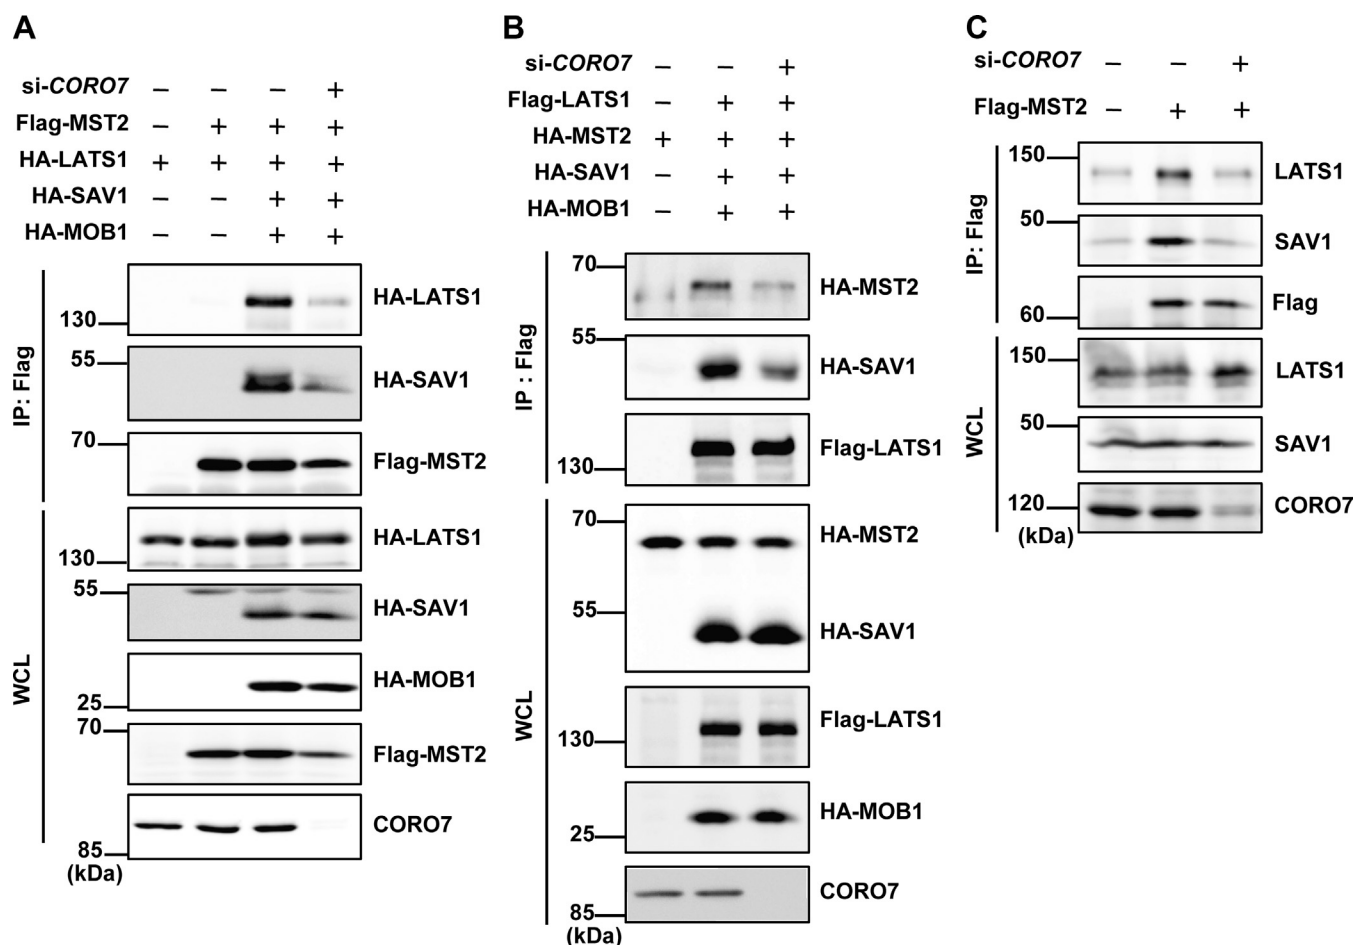 A
si-CORO7 – – – +
Flag-MST2 – + + +
HA-LATS1 + + + +
HA-SAV1 – – + +
HA-MOB1 – – + +
IP: Flag
130
HA-LATS1
55
HA-SAV1
70
Flag-MST2
WCL
HA-LATS1
130
55
HA-SAV1
HA-MOB1
25
70
Flag-MST2
CORO7
85
(kDa)
B
si-CORO7 – – +
Flag-LATS1 – + +
HA-MST2 + + +
HA-SAV1 – + +
HA-MOB1 – + +
IP : Flag
70
HA-MST2
55
HA-SAV1
Flag-LATS1
130
WCL
70
HA-MST2
55
HA-SAV1
Flag-LATS1
130
HA-MOB1
25
CORO7
85
(kDa)
C
si-CORO7 – – +
Flag-MST2 – + +
IP: Flag
150
LATS1
50
SAV1
Flag
60
WCL
150
LATS1
50
SAV1
120
CORO7
(kDa)